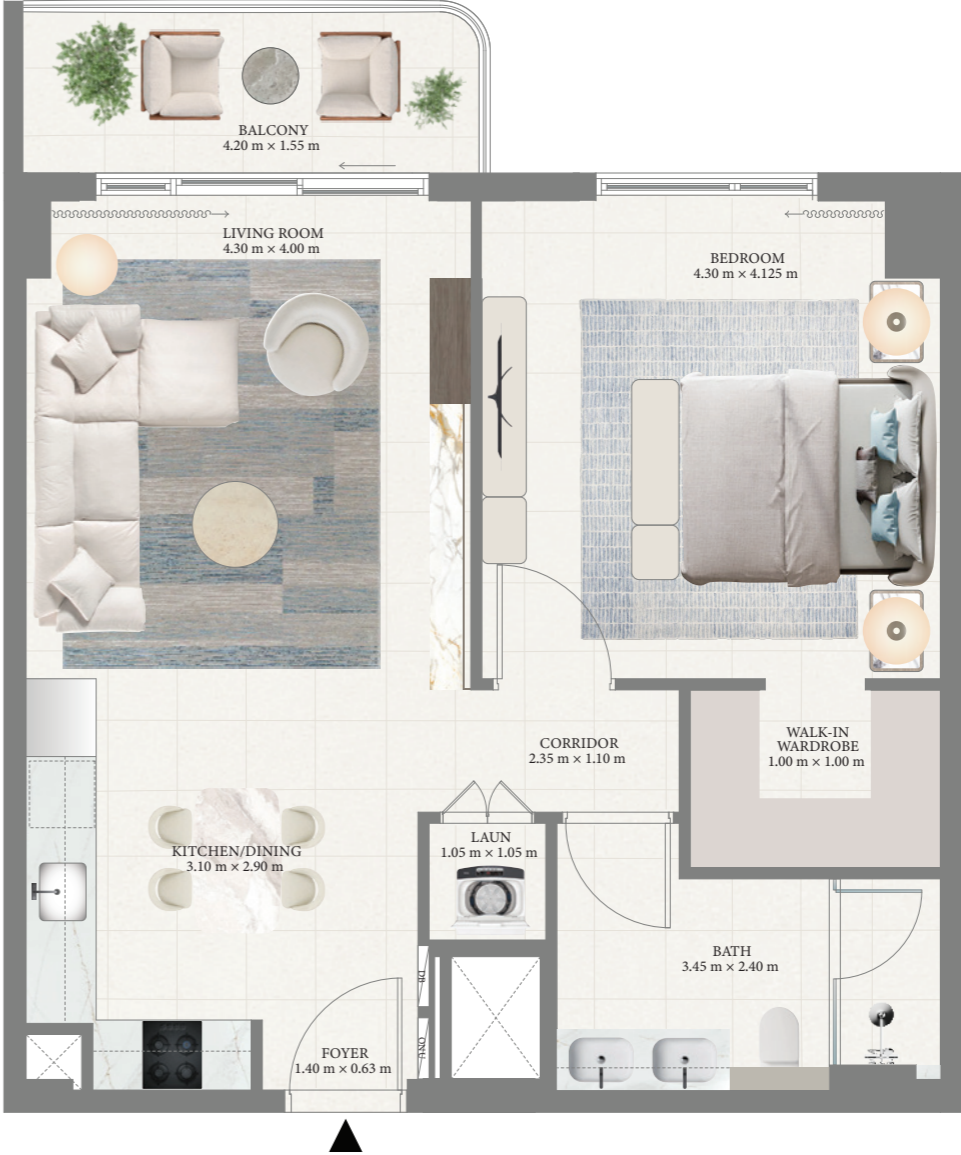 BALCONY
4.20 m × 1.55 m
LIVING ROOM
4.30 m × 4.00 m
BEDROOM
4.30 m × 4.125 m
CORRIDOR
2.35 m × 1.10 m
WALK-IN
WARDROBE
1.00 m × 1.00 m
LAUN
1.05 m × 1.05 m
KITCHEN/DINING
3.10 m × 2.90 m
BATH
3.45 m × 2.40 m
DB
ONU
FOYER
1.40 m × 0.63 m